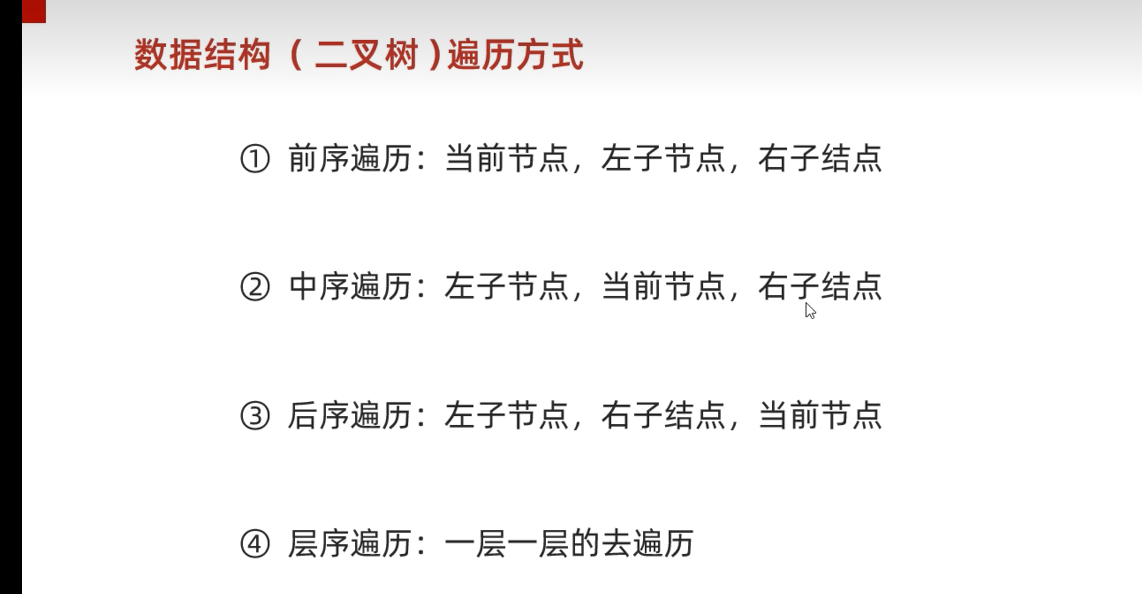 数据结构（二叉树）遍历方式
① 前序遍历：当前节点，左子节点，右子结点
② 中序遍历：左子节点，当前节点，右子结点
③ 后序遍历：左子节点，右子结点，当前节点
④ 层序遍历：一层一层的去遍历